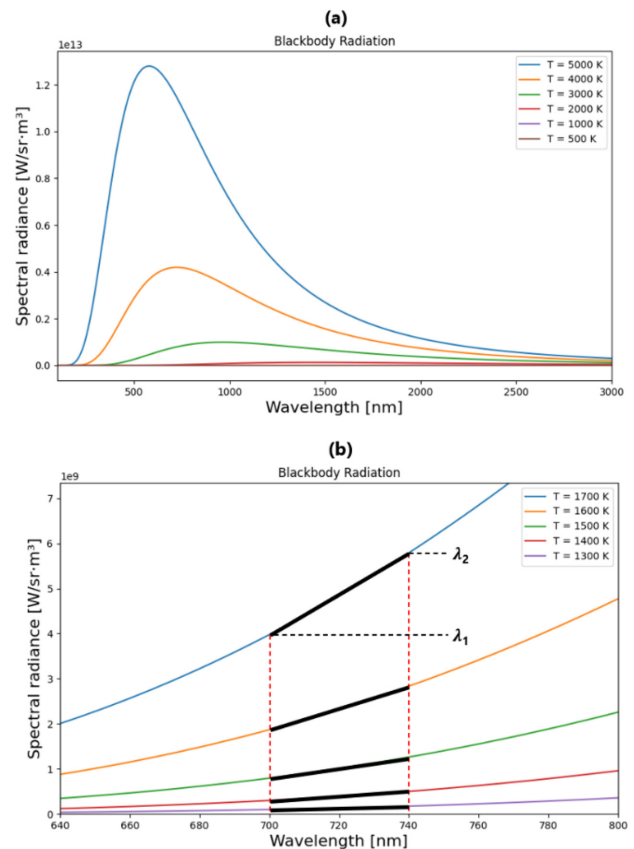 (a)
Blackbody Radiation
1e13
Spectral radiance [W/sr·m³]
1.2
1.0
0.8
0.6
0.4
0.2
0.0
T = 5000 K
T = 4000 K
T = 3000 K
T = 2000 K
T = 1000 K
T = 500 K
500 1000 1500 2000 2500 3000
Wavelength [nm]
(b)
Blackbody Radiation
1e9
Spectral radiance [W/sr·m³]
7
6
5
4
3
2
1
0
T = 1700 K
T = 1600 K
T = 1500 K
T = 1400 K
T = 1300 K
λ₂
λ₁
640 660 680 700 720 740 760 780 800
Wavelength [nm]